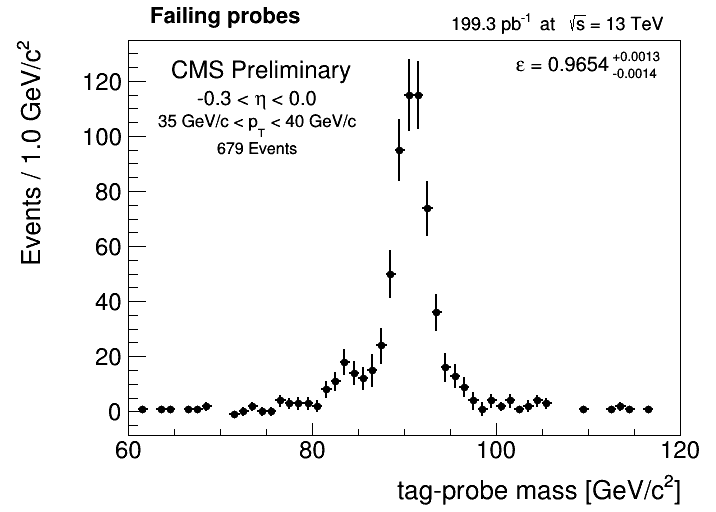 Failing probes
199.3 pb⁻¹ at √s = 13 TeV
CMS Preliminary
-0.3 < η < 0.0
35 GeV/c < p_T < 40 GeV/c
679 Events
ε = 0.9654 +0.0013 -0.0014
Events / 1.0 GeV/c²
120
100
80
60
40
20
0
60 80 100 120
tag-probe mass [GeV/c²]